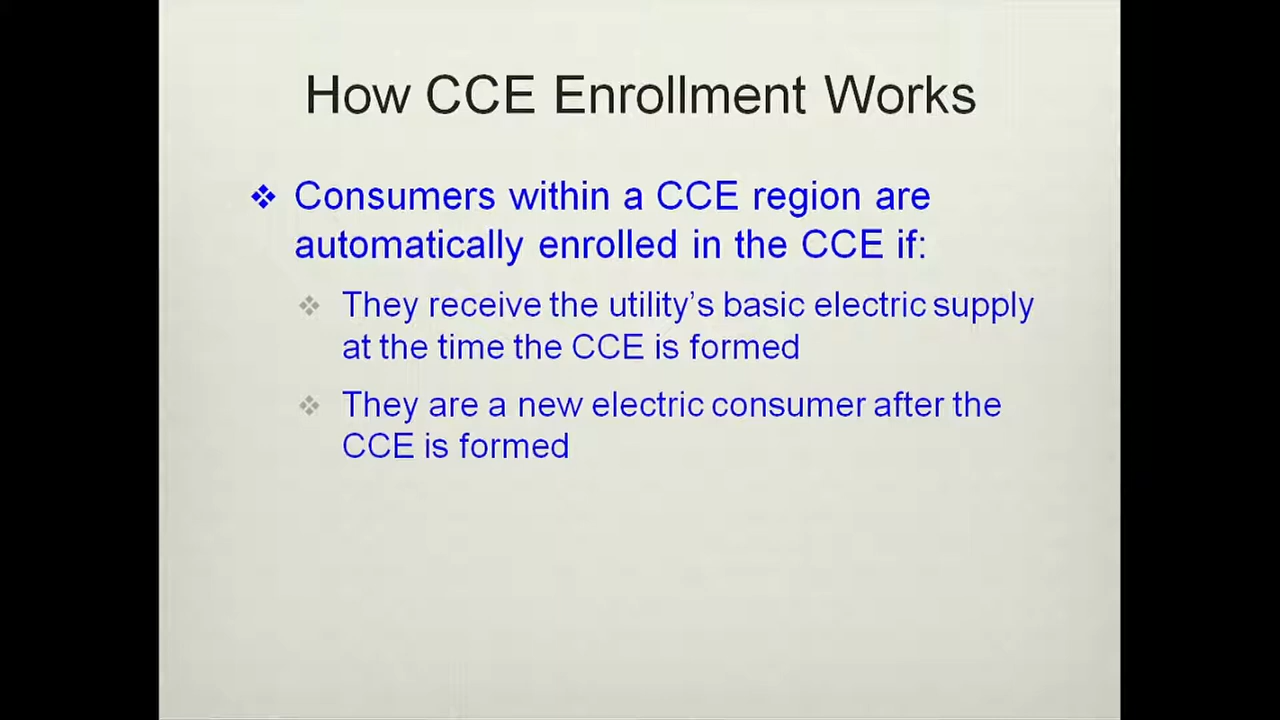 How CCE Enrollment Works
❖ Consumers within a CCE region are
automatically enrolled in the CCE if:
❖ They receive the utility’s basic electric supply
at the time the CCE is formed
❖ They are a new electric consumer after the
CCE is formed